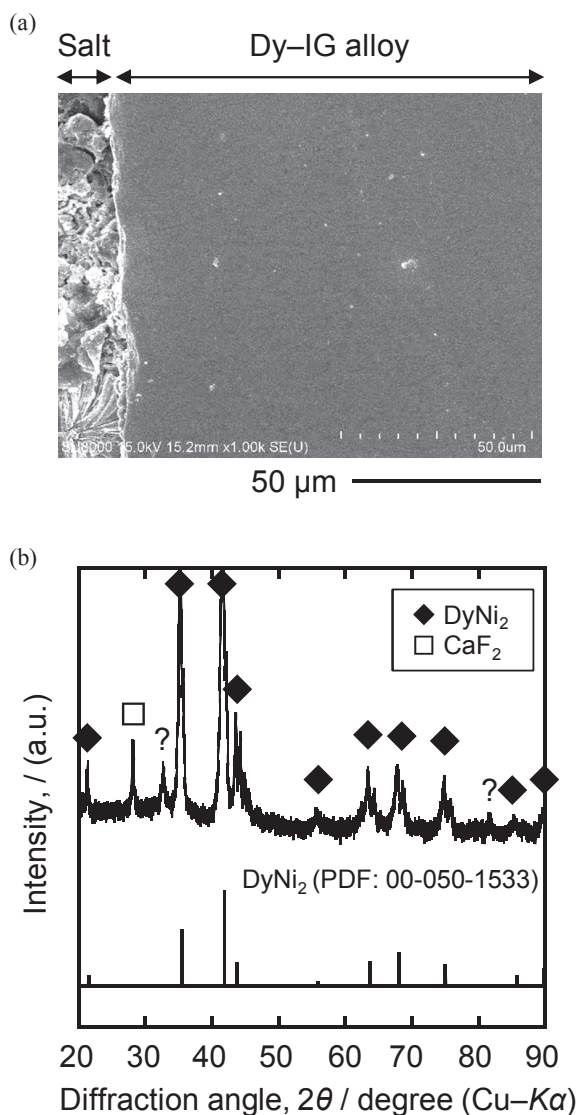 (a)
Salt Dy–IG alloy
SU8000 15.0kV 15.2mm x1.00k SE(U) 50.0um
50 μm
(b)
◆ DyNi₂
□ CaF₂
?
?
DyNi₂ (PDF: 00-050-1533)
Intensity, I (a.u.)
20 30 40 50 60 70 80 90
Diffraction angle, 2θ / degree (Cu–Kα)